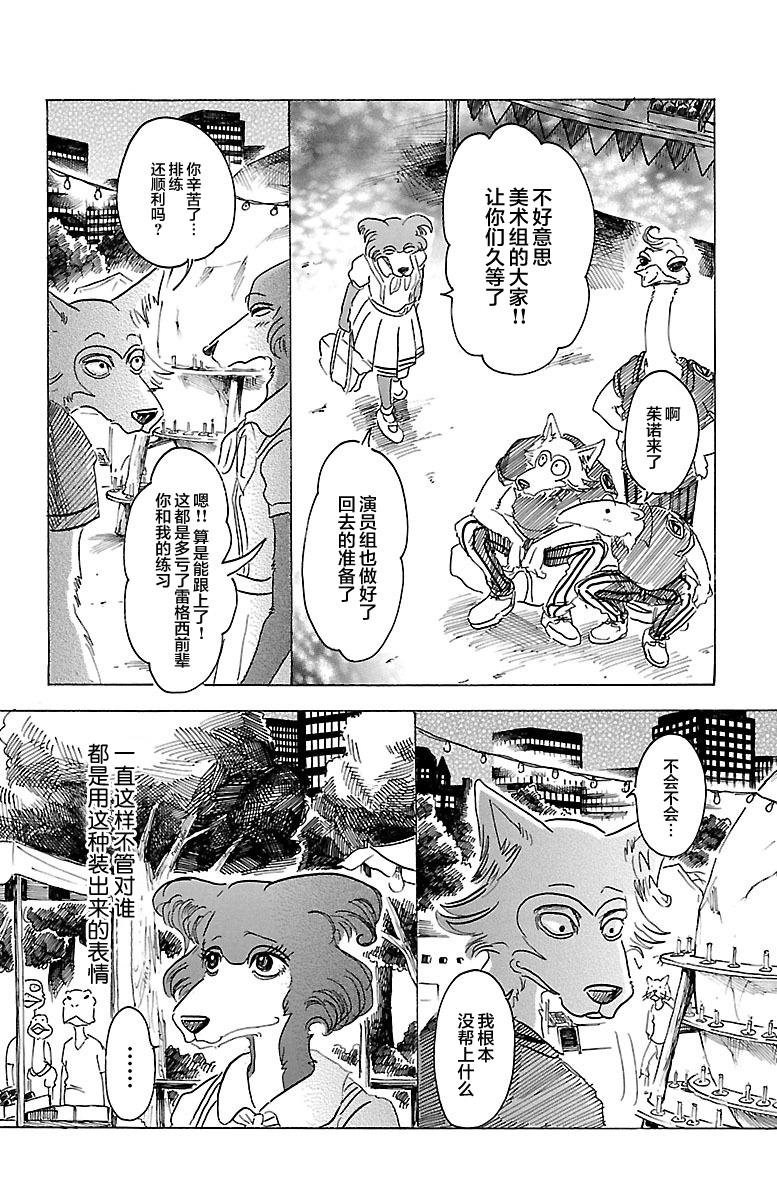 不好意思
美术组的大家!!
让你们久等了
啊
茱诺来了
演员组也做好了
回去的准备了
你辛苦了…
排练
还顺利吗?
嗯!! 算是能跟上了!
这都是多亏了雷格西前辈
你和我的练习
不会不会…
我根本
没帮上什么
一直这样不管对谁
都是用这种装出来的表情
……